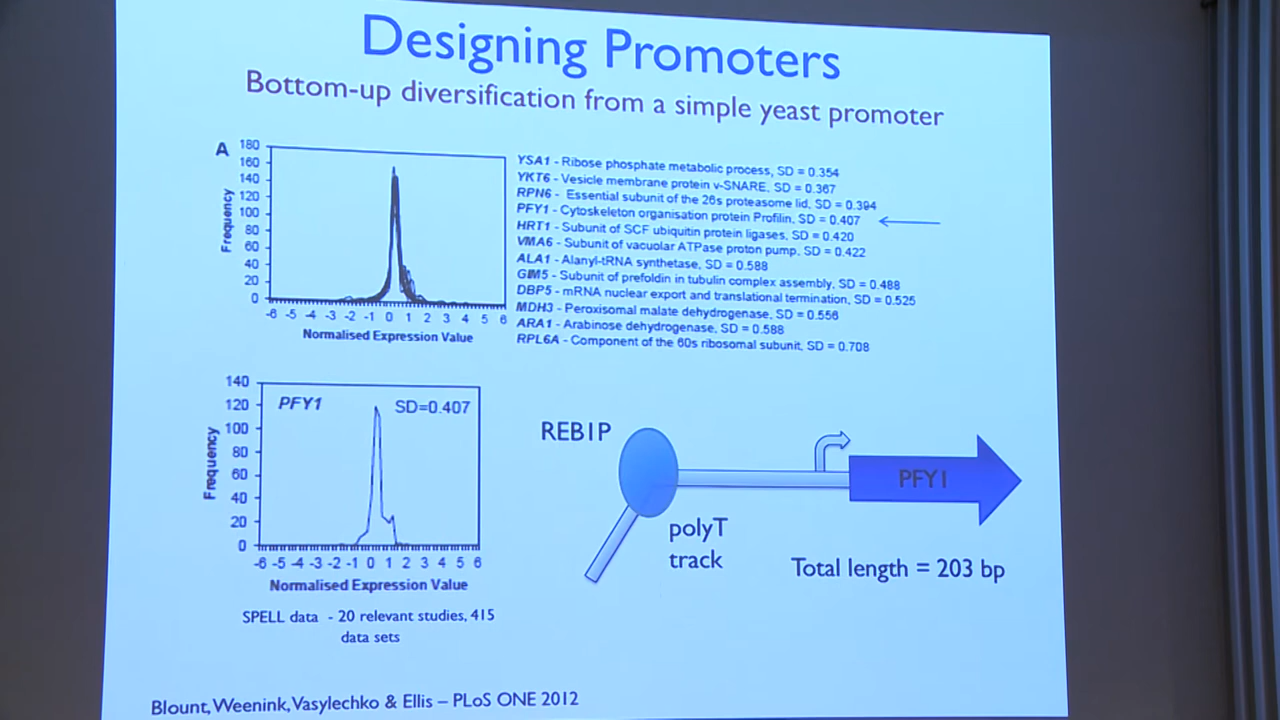 Designing Promoters
Bottom-up diversification from a simple yeast promoter
A
180
160
140
120
100
80
60
40
20
0
Frequency
-6 -5 -4 -3 -2 -1 0 1 2 3 4 5 6
Normalised Expression Value
YSA1 - Ribose phosphate metabolic process, SD = 0.354
YKT6 - Vesicle membrane protein v-SNARE, SD = 0.367
RPN6 - Essential subunit of the 26s proteasome lid, SD = 0.394
PFY1 - Cytoskeleton organisation protein Profilin, SD = 0.407
HRT1 - Subunit of SCF ubiquitin protein ligases, SD = 0.420
VMA6 - Subunit of vacuolar ATPase proton pump, SD = 0.422
ALA1 - Alanyl-tRNA synthetase, SD = 0.588
GIM5 - Subunit of prefoldin in tubulin complex assembly, SD = 0.488
DBP5 - mRNA nuclear export and translational termination, SD = 0.525
MDH3 - Peroxisomal malate dehydrogenase, SD = 0.556
ARA1 - Arabinose dehydrogenase, SD = 0.588
RPL6A - Component of the 60s ribosomal subunit, SD = 0.708
140
120
100
80
60
40
20
0
Frequency
PFY1 SD=0.407
-6 -5 -4 -3 -2 -1 0 1 2 3 4 5 6
Normalised Expression Value
SPELL data - 20 relevant studies, 415
data sets
REB1P
polyT
track
PFY1
Total length = 203 bp
Blount, Weenink, Vasylechko & Ellis – PLoS ONE 2012